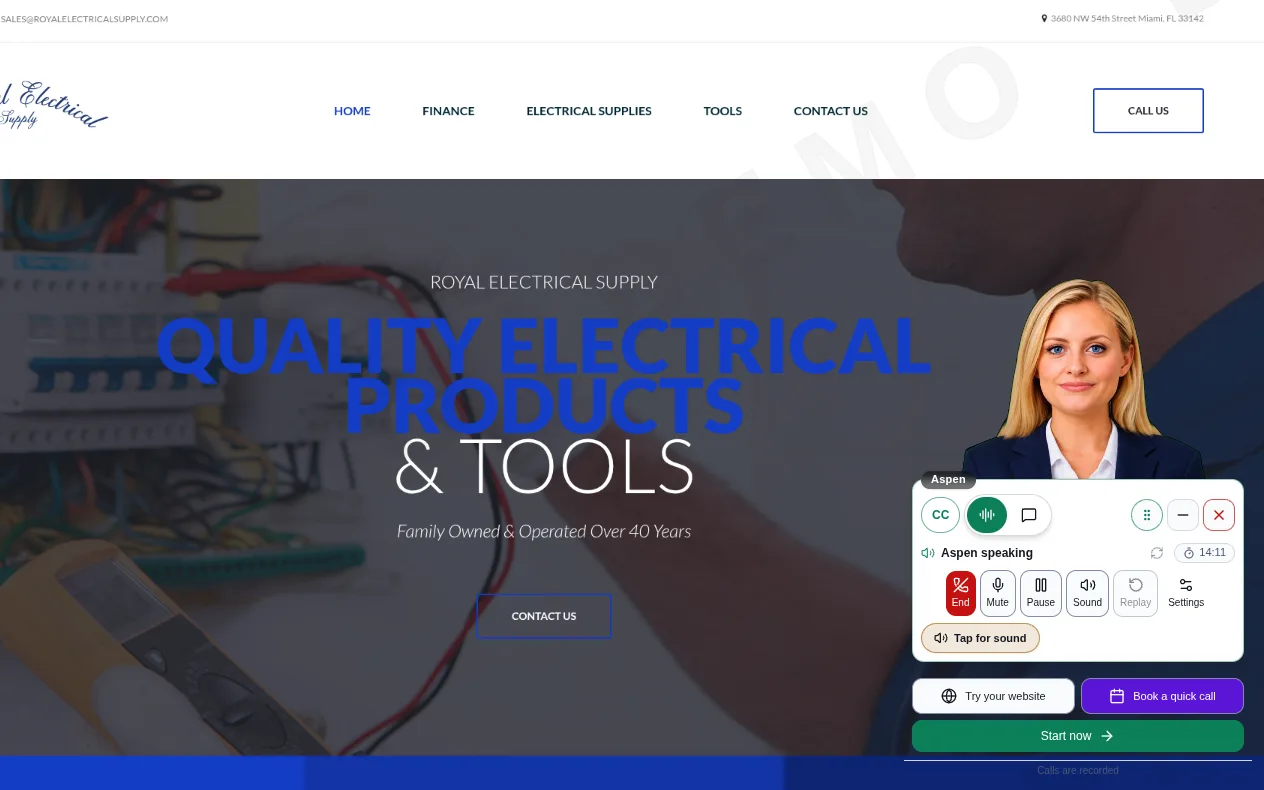 SALES@ROYALELECTRICALSUPPLY.COM
3680 NW 54th Street Miami, FL 33142
Electrical
Supply
HOME
FINANCE
ELECTRICAL SUPPLIES
TOOLS
CONTACT US
CALL US
M O
ROYAL ELECTRICAL SUPPLY
QUALITY ELECTRICAL
PRODUCTS
& TOOLS
Family Owned & Operated Over 40 Years
CONTACT US
Aspen
CC
Aspen speaking
14:11
End
Mute
Pause
Sound
Replay
Settings
Tap for sound
Try your website
Book a quick call
Start now
Calls are recorded